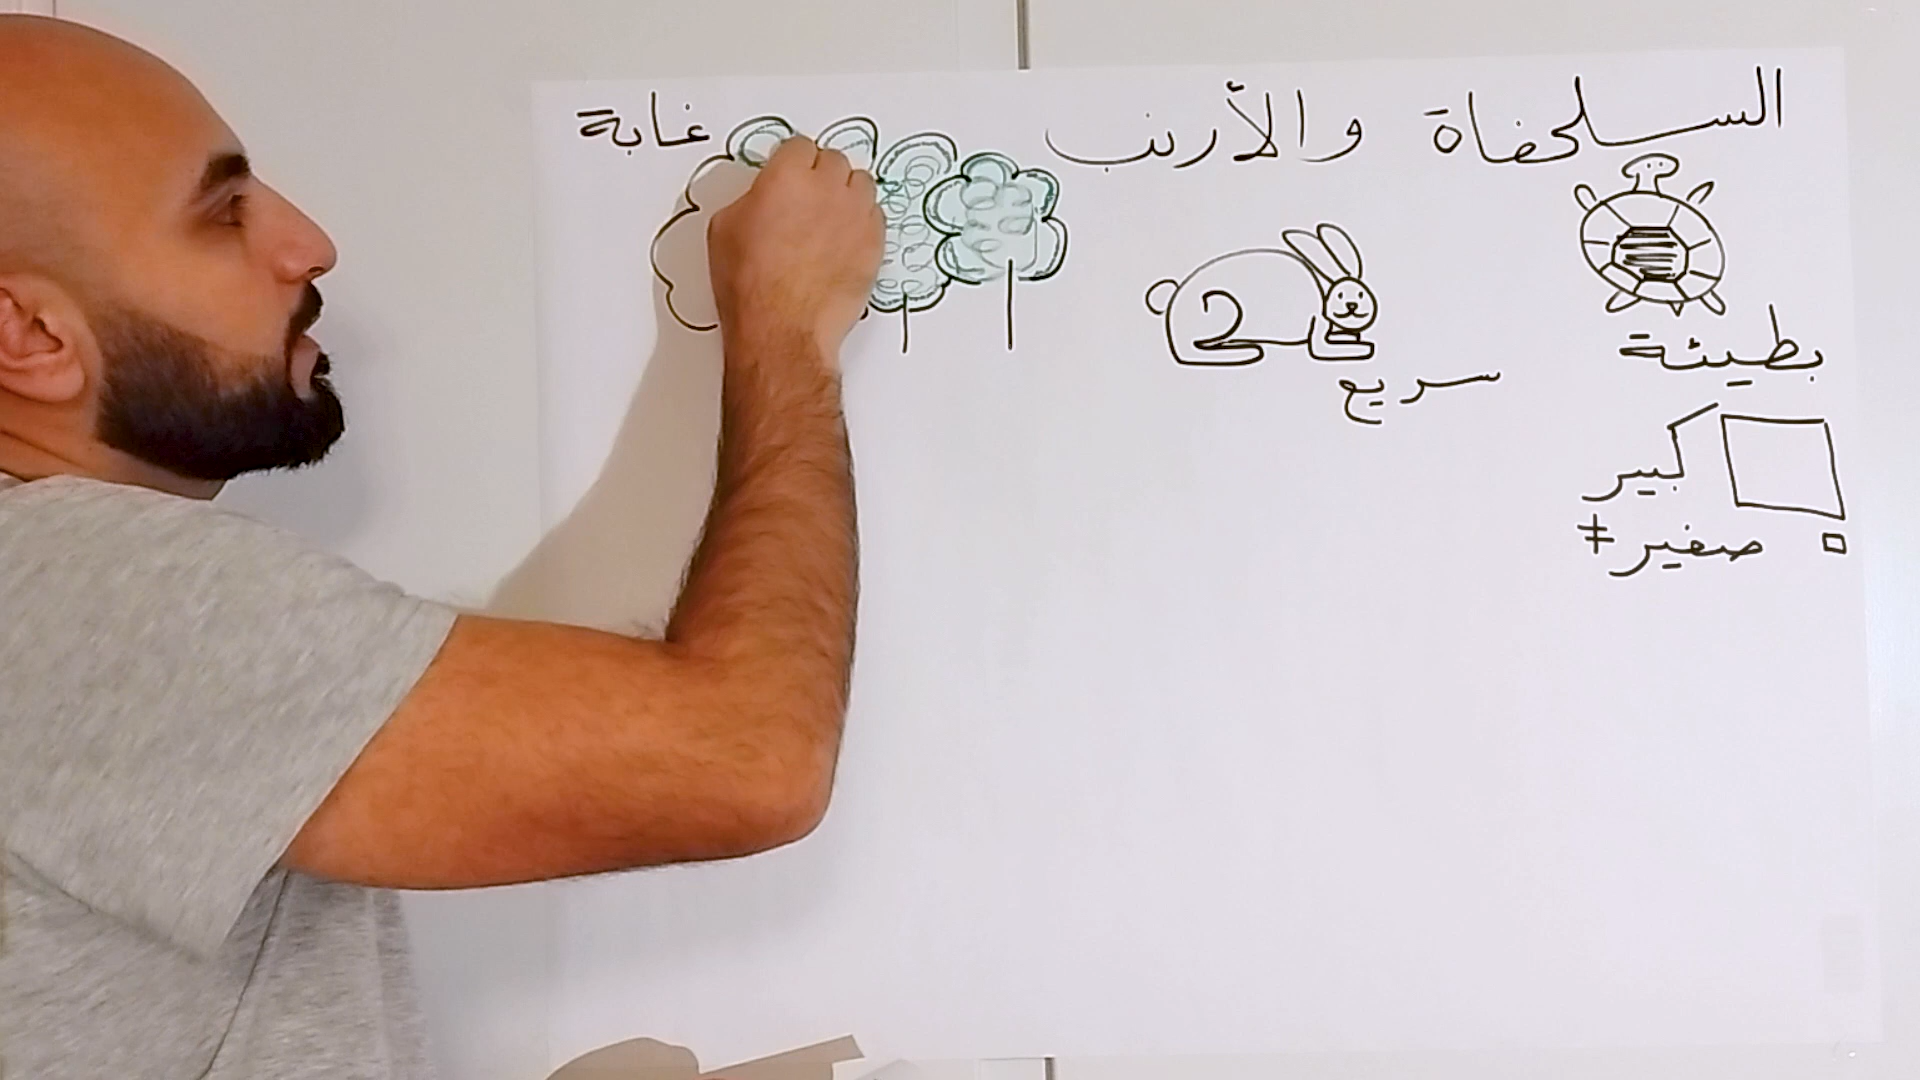 السلحفاة والأرنب
غابة
بطيئة
سريع
كبير
صغير ≠